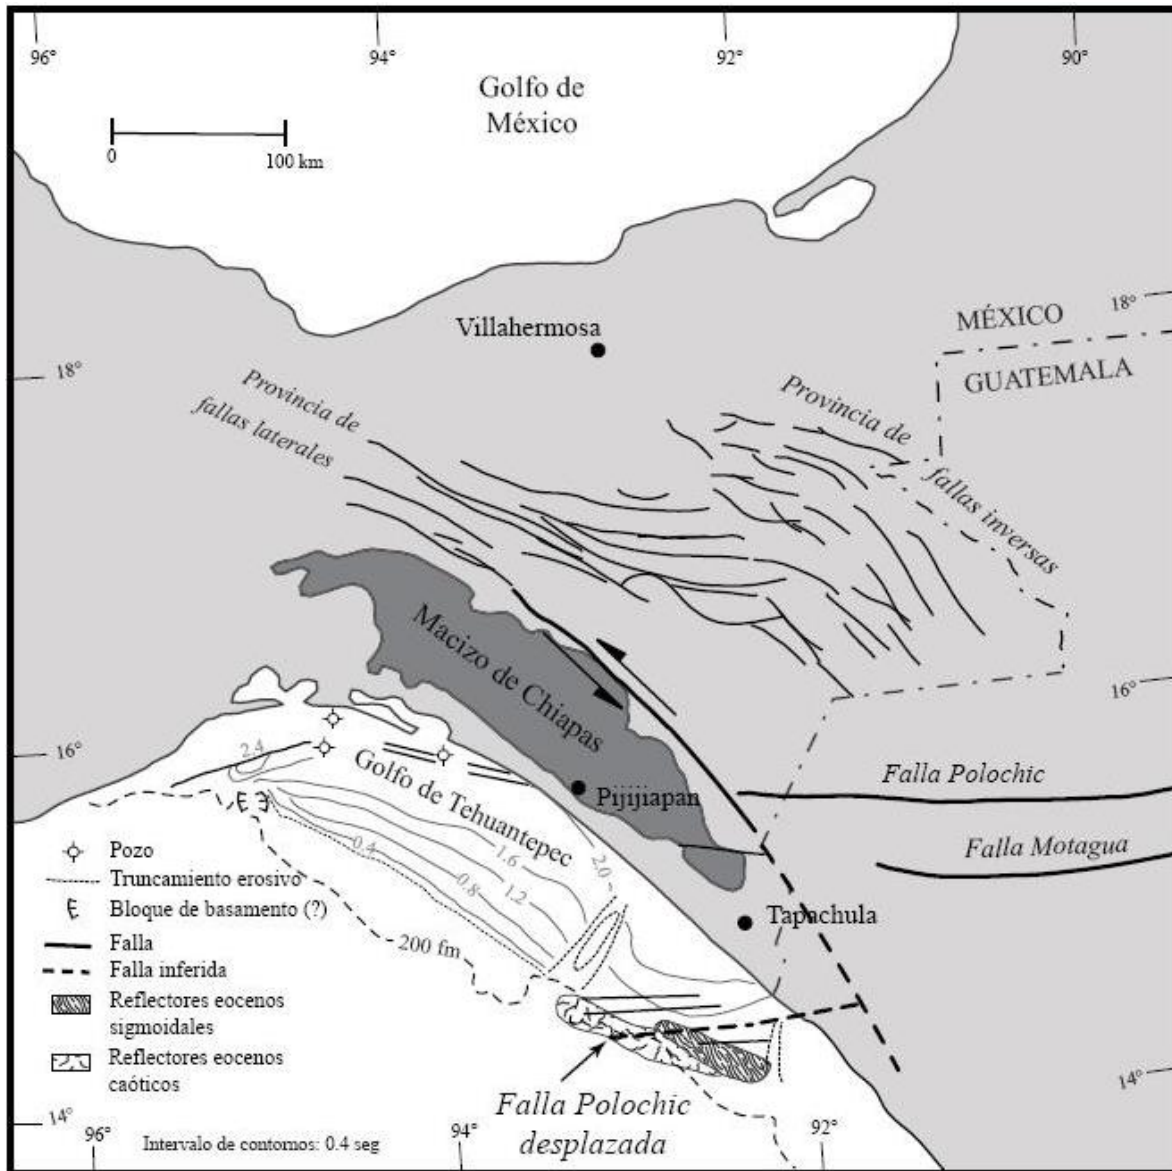 96°
94°
92°
90°
Golfo de
México
0
100 km
Villahermosa
MÉXICO
18°
GUATEMALA
18°
Provincia de
fallas laterales
Provincia de
fallas inversas
Macizo de Chiapas
16°
16°
2.4
Golfo de Tehuantepec
Pijijiapan
Falla Polochic
Falla Motagua
Tapachula
2.0
1.6
1.2
0.8
0.4
200 fm
Pozo
Truncamiento erosivo
Bloque de basamento (?)
Falla
Falla inferida
Reflectores eocenos
sigmoidales
Reflectores eocenos
caóticos
Falla Polochic
desplazada
14°
14°
96°
Intervalo de contornos: 0.4 seg
94°
92°